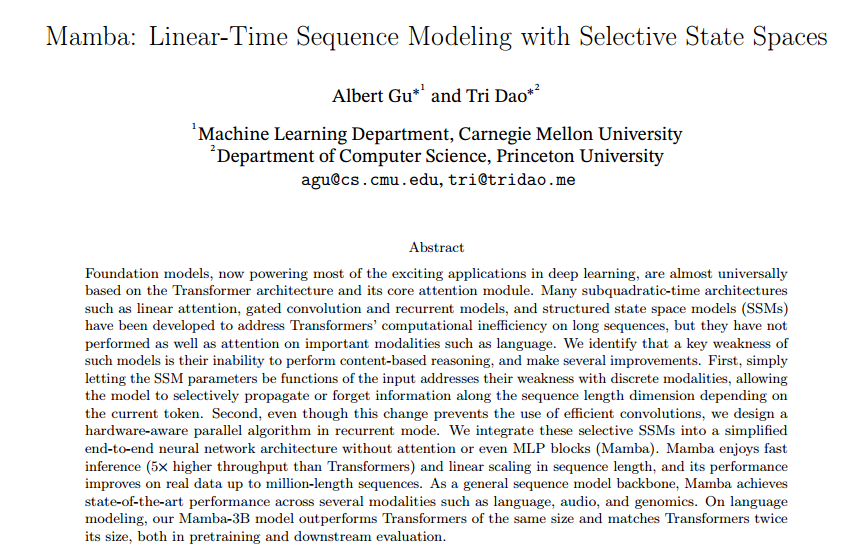 Mamba: Linear-Time Sequence Modeling with Selective State Spaces
Albert Gu*1 and Tri Dao*2
1Machine Learning Department, Carnegie Mellon University
2Department of Computer Science, Princeton University
agu@cs.cmu.edu, tri@tridao.me
Abstract
Foundation models, now powering most of the exciting applications in deep learning, are almost universally
based on the Transformer architecture and its core attention module. Many subquadratic-time architectures
such as linear attention, gated convolution and recurrent models, and structured state space models (SSMs)
have been developed to address Transformers' computational inefficiency on long sequences, but they have not
performed as well as attention on important modalities such as language. We identify that a key weakness of
such models is their inability to perform content-based reasoning, and make several improvements. First, simply
letting the SSM parameters be functions of the input addresses their weakness with discrete modalities, allowing
the model to selectively propagate or forget information along the sequence length dimension depending on
the current token. Second, even though this change prevents the use of efficient convolutions, we design a
hardware-aware parallel algorithm in recurrent mode. We integrate these selective SSMs into a simplified
end-to-end neural network architecture without attention or even MLP blocks (Mamba). Mamba enjoys fast
inference (5× higher throughput than Transformers) and linear scaling in sequence length, and its performance
improves on real data up to million-length sequences. As a general sequence model backbone, Mamba achieves
state-of-the-art performance across several modalities such as language, audio, and genomics. On language
modeling, our Mamba-3B model outperforms Transformers of the same size and matches Transformers twice
its size, both in pretraining and downstream evaluation.